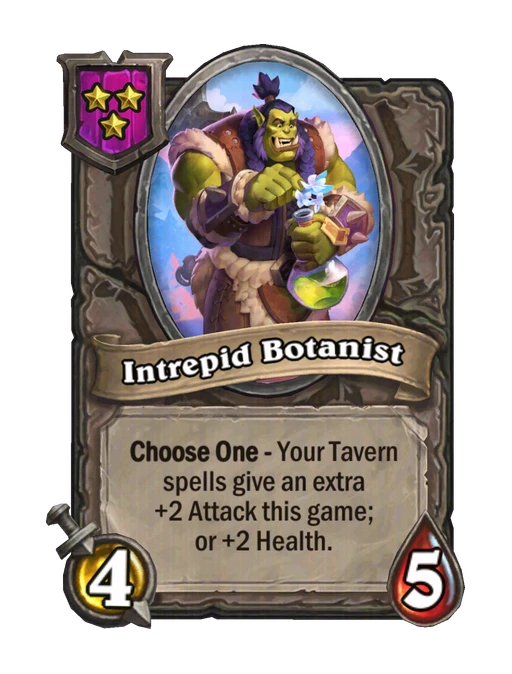 Intrepid Botanist
Choose One - Your Tavern
spells give an extra
+2 Attack this game;
or +2 Health.
4
5